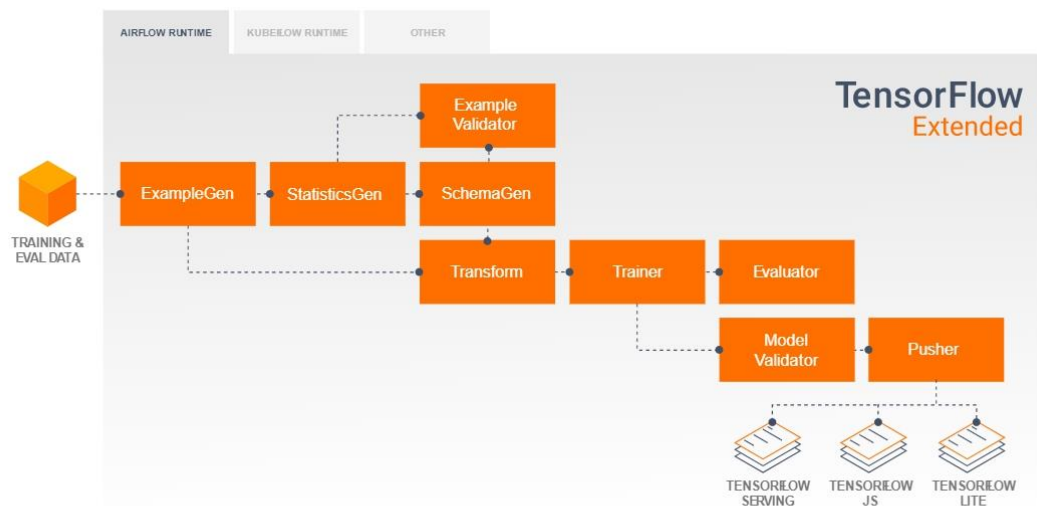 AIRFLOW RUNTIME
KUBEFLOW RUNTIME
OTHER
TensorFlow
Extended
Example
Validator
ExampleGen
StatisticsGen
SchemaGen
TRAINING &
EVAL DATA
Transform
Trainer
Evaluator
Model
Validator
Pusher
TENSORFLOW
SERVING
TENSORFLOW
JS
TENSORFLOW
LITE